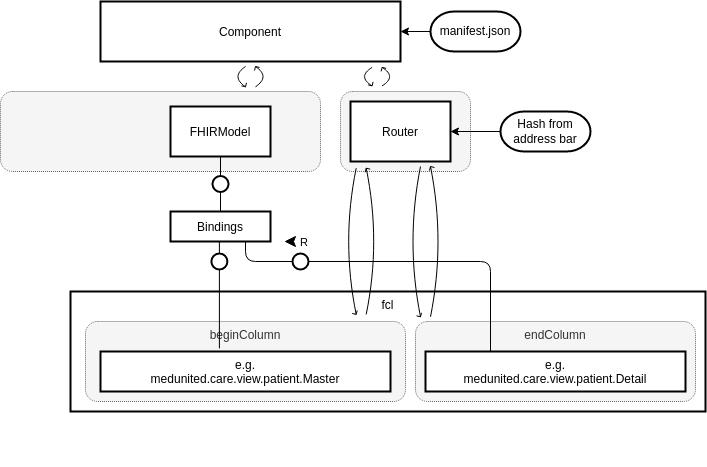 Component
manifest.json
FHIRModel
Router
Hash from
address bar
Bindings
R
fcl
beginColumn
endColumn
e.g.
medunited.care.view.patient.Master
e.g.
medunited.care.view.patient.Detail